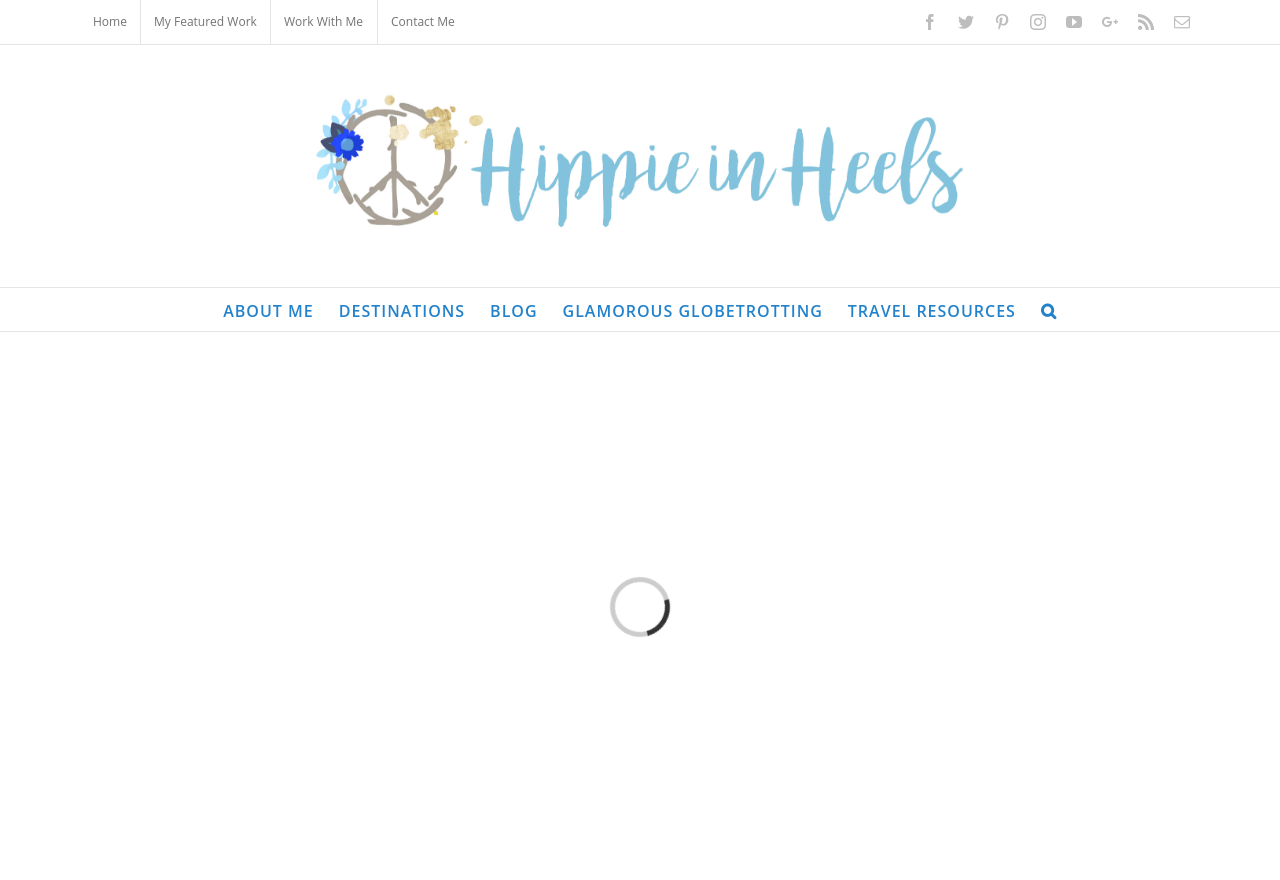 Home My Featured Work Work With Me Contact Me
Hippie in Heels
ABOUT ME DESTINATIONS BLOG GLAMOROUS GLOBETROTTING TRAVEL RESOURCES